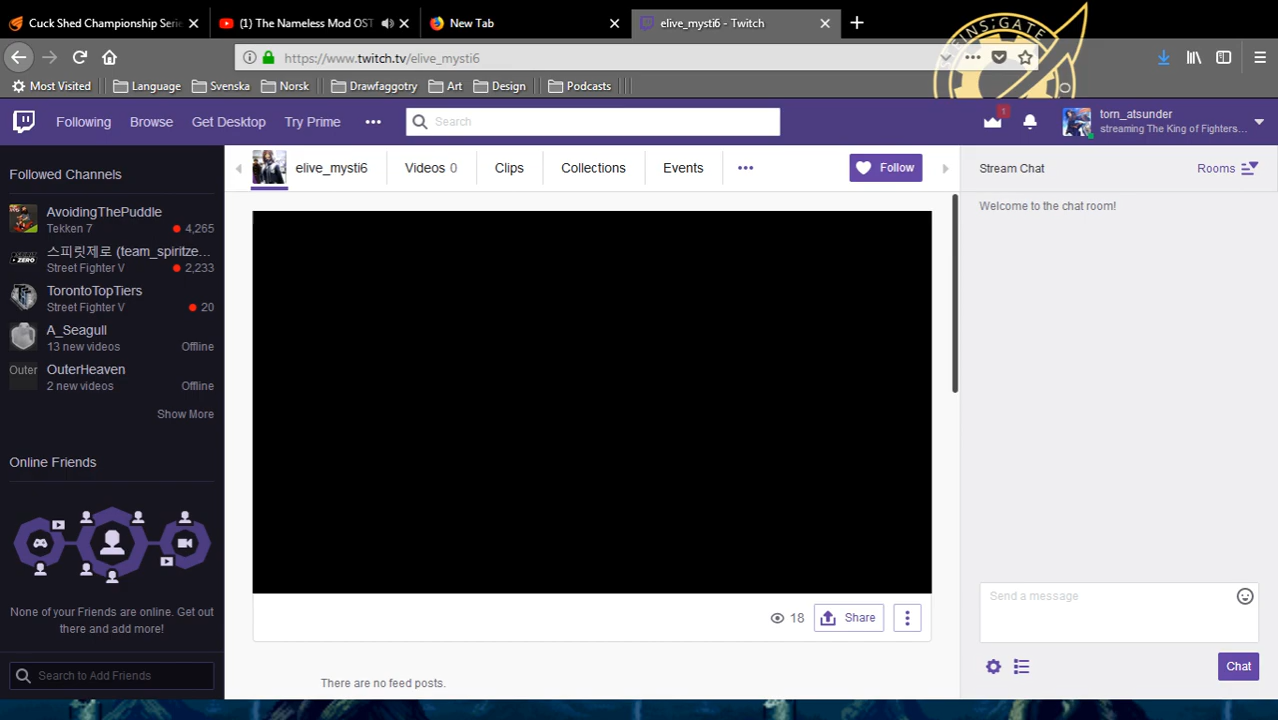 Cuck Shed Championship Serie
(1) The Nameless Mod OST
New Tab
elive_mysti6 - Twitch
https://www.twitch.tv/elive_mysti6
FINS;GATE
Most Visited Language Svenska Norsk Drawfaggotry Art Design Podcasts
Following Browse Get Desktop Try Prime ••• Search 1 torn_atsunder
streaming The King of Fighters...
Followed Channels
AvoidingThePuddle
Tekken 7 4,265
스피릿제로 (team_spiritze...
Street Fighter V 2,233
TorontoTopTiers
Street Fighter V 20
A_Seagull
13 new videos Offline
Outer OuterHeaven
2 new videos Offline
Show More
Online Friends
None of your Friends are online. Get out
there and add more!
Search to Add Friends
elive_mysti6 Videos 0 Clips Collections Events ••• Follow
18 Share
There are no feed posts.
Stream Chat Rooms
Welcome to the chat room!
Send a message
Chat